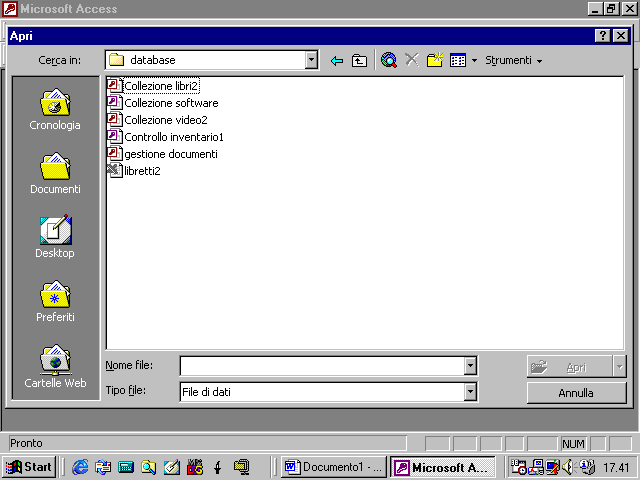 Microsoft Access
Apri
Cerca in:
database
Strumenti
Cronologia
Documenti
Desktop
Preferiti
Cartelle Web
Collezione libri2
Collezione software
Collezione video2
Controllo inventario1
gestione documenti
libretti2
Nome file:
Apri
Tipo file:
File di dati
Annulla
Pronto
NUM
Start
Documento1 - ...
Microsoft A...
17.41